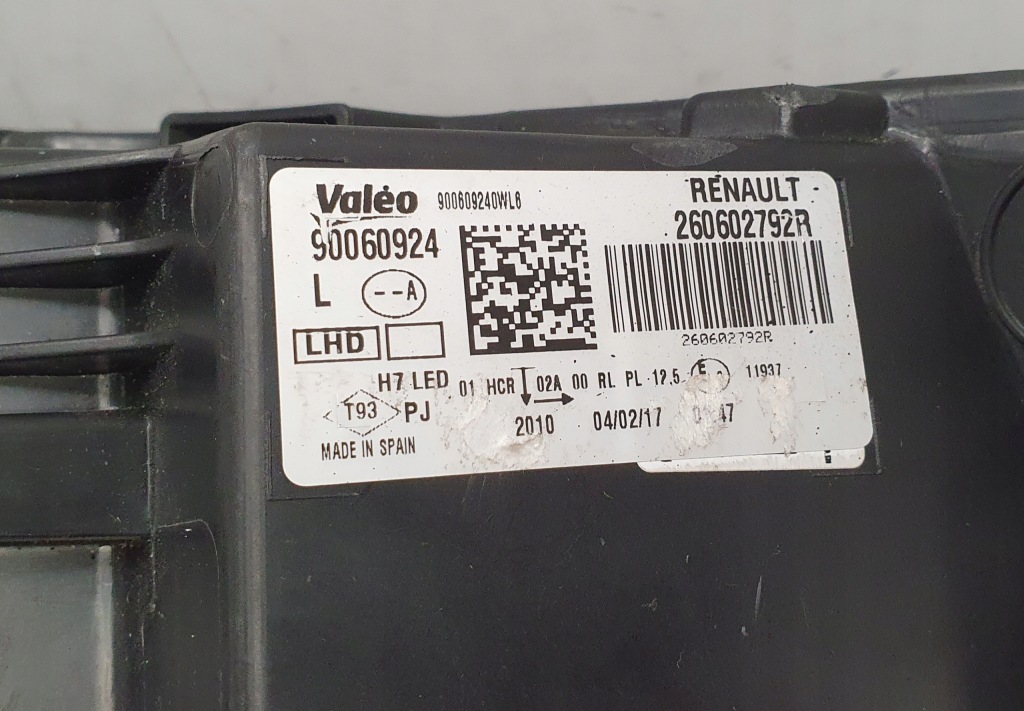 Valeo 900609240WL8
RENAULT
90060924
260602792R
L
--A
LHD
260602792R
H7 LED
01 HCR 02A 00 RL PL 12.5 E 11937
T93 PJ
2010 04/02/17
MADE IN SPAIN